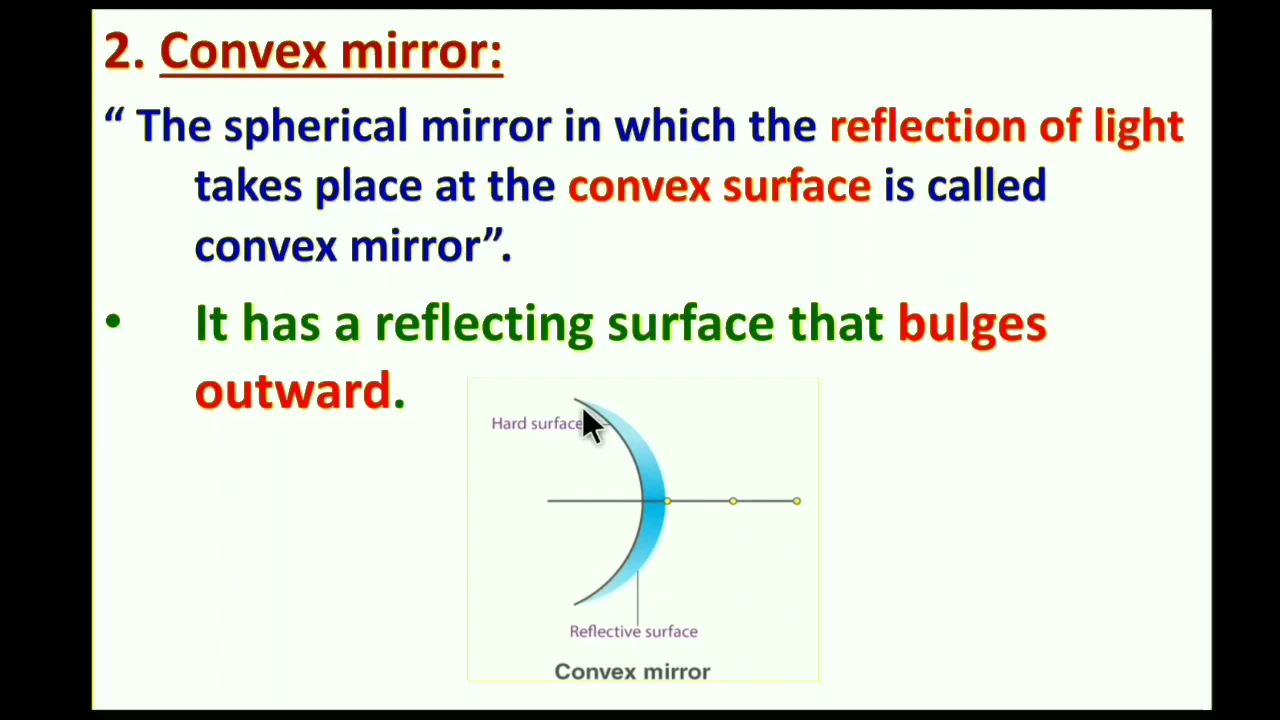 2. Convex mirror:
“ The spherical mirror in which the reflection of light
takes place at the convex surface is called
convex mirror”.
• It has a reflecting surface that bulges
outward.
Hard surface
Reflective surface
Convex mirror